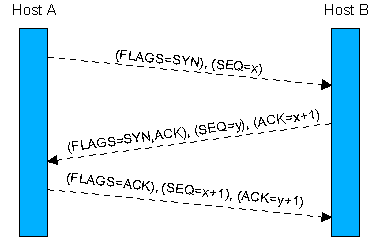 Host A
Host B
(FLAGS=SYN), (SEQ=x)
(FLAGS=SYN,ACK), (SEQ=y), (ACK=x+1)
(FLAGS=ACK), (SEQ=x+1), (ACK=y+1)